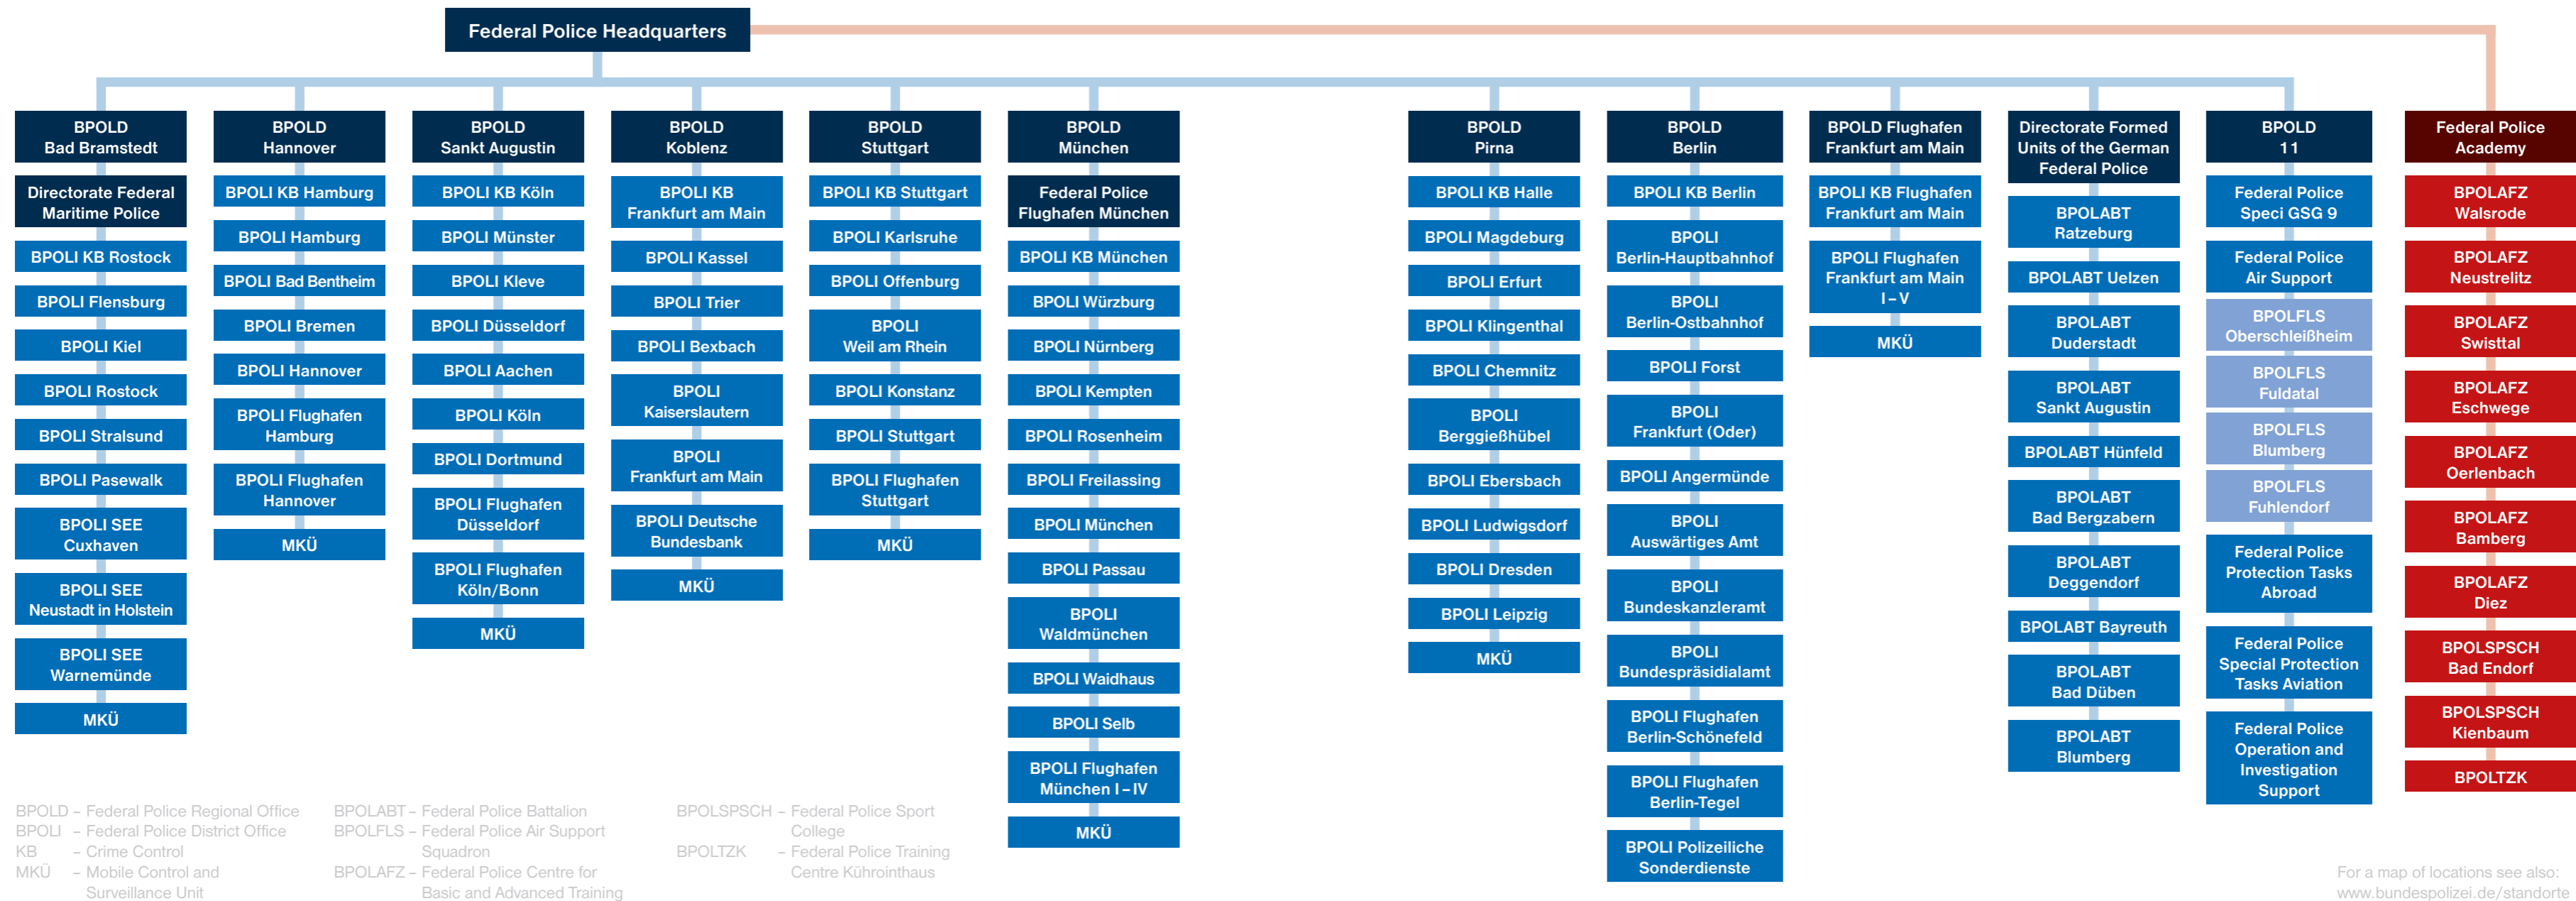 Federal Police Headquarters
BPOLD
Bad Bramstedt
Directorate Federal
Maritime Police
BPOLI KB Rostock
BPOLI Flensburg
BPOLI Kiel
BPOLI Rostock
BPOLI Stralsund
BPOLI Pasewalk
BPOLI SEE
Cuxhaven
BPOLI SEE
Neustadt in Holstein
BPOLI SEE
Warnemünde
MKÜ
BPOLD
Hannover
BPOLI KB Hamburg
BPOLI Hamburg
BPOLI Bad Bentheim
BPOLI Bremen
BPOLI Hannover
BPOLI Flughafen
Hamburg
BPOLI Flughafen
Hannover
MKÜ
BPOLD
Sankt Augustin
BPOLI KB Köln
BPOLI Münster
BPOLI Kleve
BPOLI Düsseldorf
BPOLI Aachen
BPOLI Köln
BPOLI Dortmund
BPOLI Flughafen
Düsseldorf
BPOLI Flughafen
Köln/Bonn
MKÜ
BPOLD
Koblenz
BPOLI KB
Frankfurt am Main
BPOLI Kassel
BPOLI Trier
BPOLI Bexbach
BPOLI
Kaiserslautern
BPOLI
Frankfurt am Main
BPOLI Deutsche
Bundesbank
MKÜ
BPOLD
Stuttgart
BPOLI KB Stuttgart
BPOLI Karlsruhe
BPOLI Offenburg
BPOLI
Weil am Rhein
BPOLI Konstanz
BPOLI Stuttgart
BPOLI Flughafen
Stuttgart
MKÜ
BPOLD
München
Federal Police
Flughafen München
BPOLI KB München
BPOLI Würzburg
BPOLI Nürnberg
BPOLI Kempten
BPOLI Rosenheim
BPOLI Freilassing
BPOLI München
BPOLI Passau
BPOLI
Waldmünchen
BPOLI Waidhaus
BPOLI Selb
BPOLI Flughafen
München I – IV
MKÜ
BPOLD
Pirna
BPOLI KB Halle
BPOLI Magdeburg
BPOLI Erfurt
BPOLI Klingenthal
BPOLI Chemnitz
BPOLI
Berggießhübel
BPOLI Ebersbach
BPOLI Ludwigsdorf
BPOLI Dresden
BPOLI Leipzig
MKÜ
BPOLD
Berlin
BPOLI KB Berlin
BPOLI
Berlin-Hauptbahnhof
BPOLI
Berlin-Ostbahnhof
BPOLI Forst
BPOLI
Frankfurt (Oder)
BPOLI Angermünde
BPOLI
Auswärtiges Amt
BPOLI
Bundeskanzleramt
BPOLI
Bundespräsidialamt
BPOLI Flughafen
Berlin-Schönefeld
BPOLI Flughafen
Berlin-Tegel
BPOLI Polizeiliche
Sonderdienste
BPOLD Flughafen
Frankfurt am Main
BPOLI KB Flughafen
Frankfurt am Main
BPOLI Flughafen
Frankfurt am Main
I – V
MKÜ
Directorate Formed
Units of the German
Federal Police
BPOLABT
Ratzeburg
BPOLABT Uelzen
BPOLABT
Duderstadt
BPOLABT
Sankt Augustin
BPOLABT Hünfeld
BPOLABT
Bad Bergzabern
BPOLABT
Deggendorf
BPOLABT Bayreuth
BPOLABT
Bad Düben
BPOLABT
Blumberg
BPOLD
11
Federal Police
Speci GSG 9
Federal Police
Air Support
BPOLFLS
Oberschleißheim
BPOLFLS
Fuldatal
BPOLFLS
Blumberg
BPOLFLS
Fuhlendorf
Federal Police
Protection Tasks
Abroad
Federal Police
Special Protection
Tasks Aviation
Federal Police
Operation and
Investigation
Support
Federal Police
Academy
BPOLAFZ
Walsrode
BPOLAFZ
Neustrelitz
BPOLAFZ
Swisttal
BPOLAFZ
Eschwege
BPOLAFZ
Oerlenbach
BPOLAFZ
Bamberg
BPOLAFZ
Diez
BPOLSPSCH
Bad Endorf
BPOLSPSCH
Kienbaum
BPOLTZK
BPOLD – Federal Police Regional Office
BPOLI – Federal Police District Office
KB – Crime Control
MKÜ – Mobile Control and
Surveillance Unit
BPOLABT – Federal Police Battalion
BPOLFLS – Federal Police Air Support
Squadron
BPOLAFZ – Federal Police Centre for
Basic and Advanced Training
BPOLSPSCH – Federal Police Sport
College
BPOLTZK – Federal Police Training
Centre Kührointhaus
For a map of locations see also:
www.bundespolizei.de/standorte